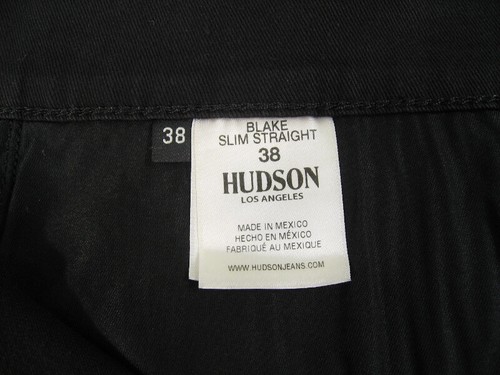 38
BLAKE
SLIM STRAIGHT
38
HUDSON
LOS ANGELES
MADE IN MEXICO
HECHO EN MÉXICO
FABRIQUÉ AU MEXIQUE
WWW.HUDSONJEANS.COM